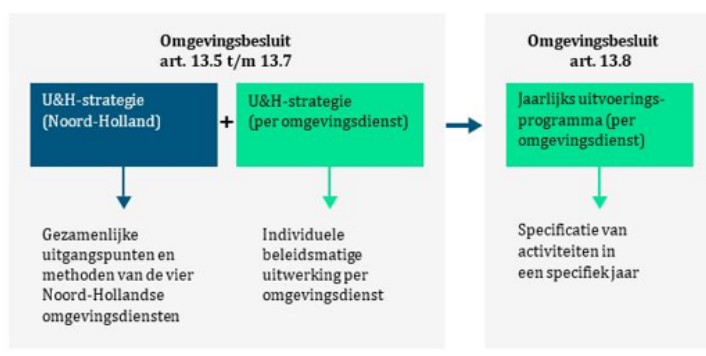 Omgevingsbesluit
art. 13.5 t/m 13.7
U&H-strategie
(Noord-Holland)
+
U&H-strategie
(per omgevingsdienst)
Gezamenlijke
uitgangspunten en
methoden van de vier
Noord-Hollandse
omgevingsdiensten
Individuele
beleidsmatige
uitwerking per
omgevingsdienst
Omgevingsbesluit
art. 13.8
Jaarlijks uitvoerings-
programma (per
omgevingsdienst)
Specificatie van
activiteiten in
een specifiek jaar